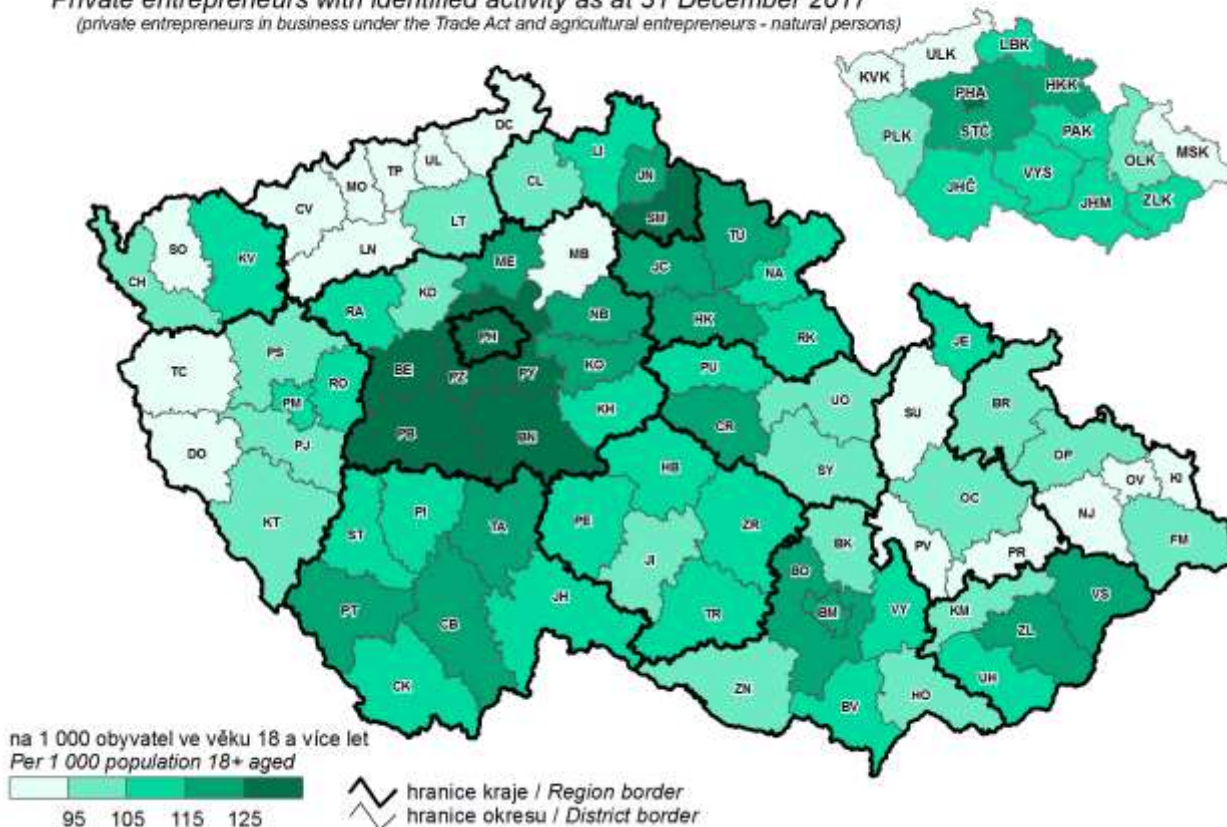 Private entrepreneurs with identified activity as at 31 December 2017
(private entrepreneurs in business under the Trade Act and agricultural entrepreneurs - natural persons)
KVK
ULK
LBK
HKK
PHA
STČ
PLK
PAK
OLK
MSK
JHČ
VYS
JHM
ZLK
DC
LI
UL
TP
MO
CV
CL
JN
SM
LT
SO
KV
LN
MB
TU
CH
ME
JC
NA
KD
RA
NB
HK
PH
RK
JE
PS
TC
BE
PZ
PY
KO
PU
RO
PM
KH
UO
SU
BR
PB
BN
CR
DO
PJ
OP
SY
HB
OC
OV
KI
KT
PI
TA
PE
ZR
NJ
ST
BK
PV
PR
FM
JI
BO
PT
CB
JH
TR
BM
VY
KM
VS
ZL
CK
ZN
BV
HO
UH
na 1 000 obyvatel ve věku 18 a více let
Per 1 000 population 18+ aged
95 105 115 125
hranice kraje / Region border
hranice okresu / District border